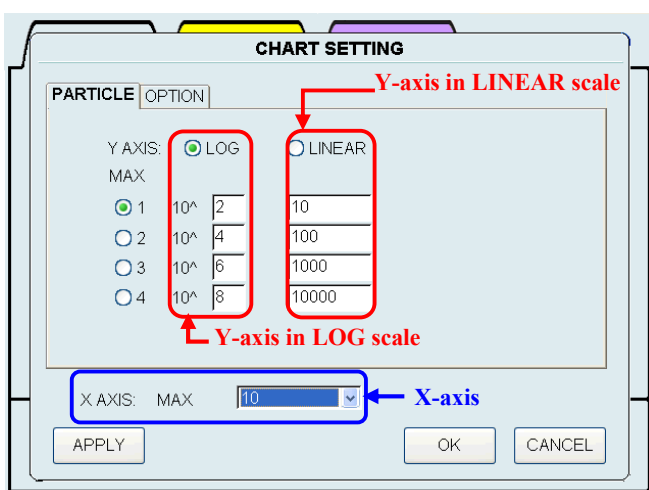 CHART SETTING
Y-axis in LINEAR scale
PARTICLE OPTION
Y AXIS: LOG LINEAR
MAX
1 10^ 2 10
2 10^ 4 100
3 10^ 6 1000
4 10^ 8 10000
Y-axis in LOG scale
X AXIS: MAX 10 X-axis
APPLY OK CANCEL